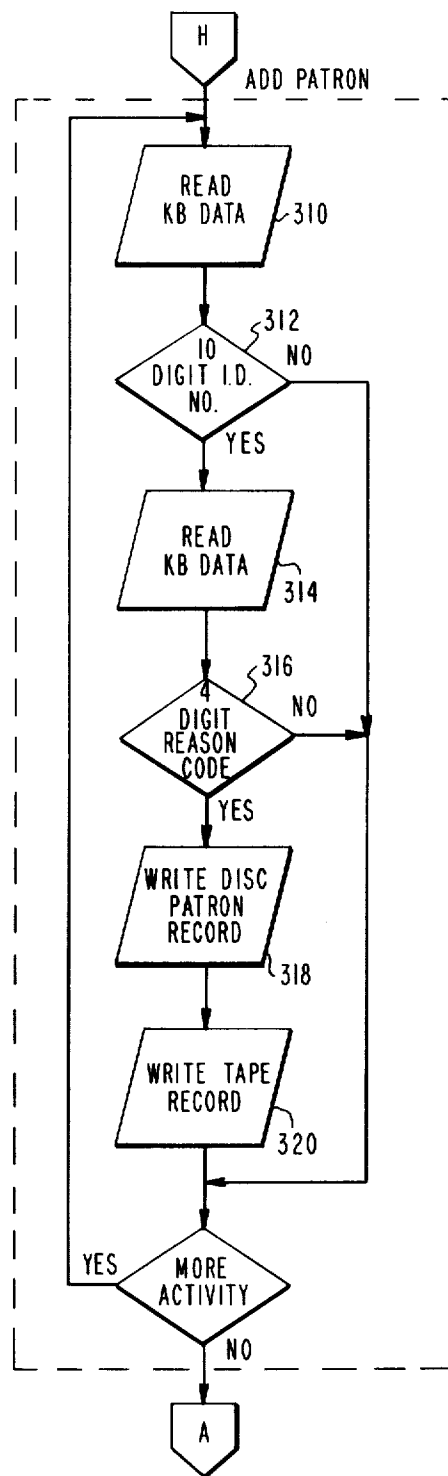 H
ADD PATRON
READ
KB DATA
310
312
10
DIGIT I.D.
NO.
NO
YES
READ
KB DATA
314
316
4
DIGIT
REASON
CODE
NO
YES
WRITE DISC
PATRON
RECORD
318
WRITE TAPE
RECORD
320
YES
MORE
ACTIVITY
NO
A